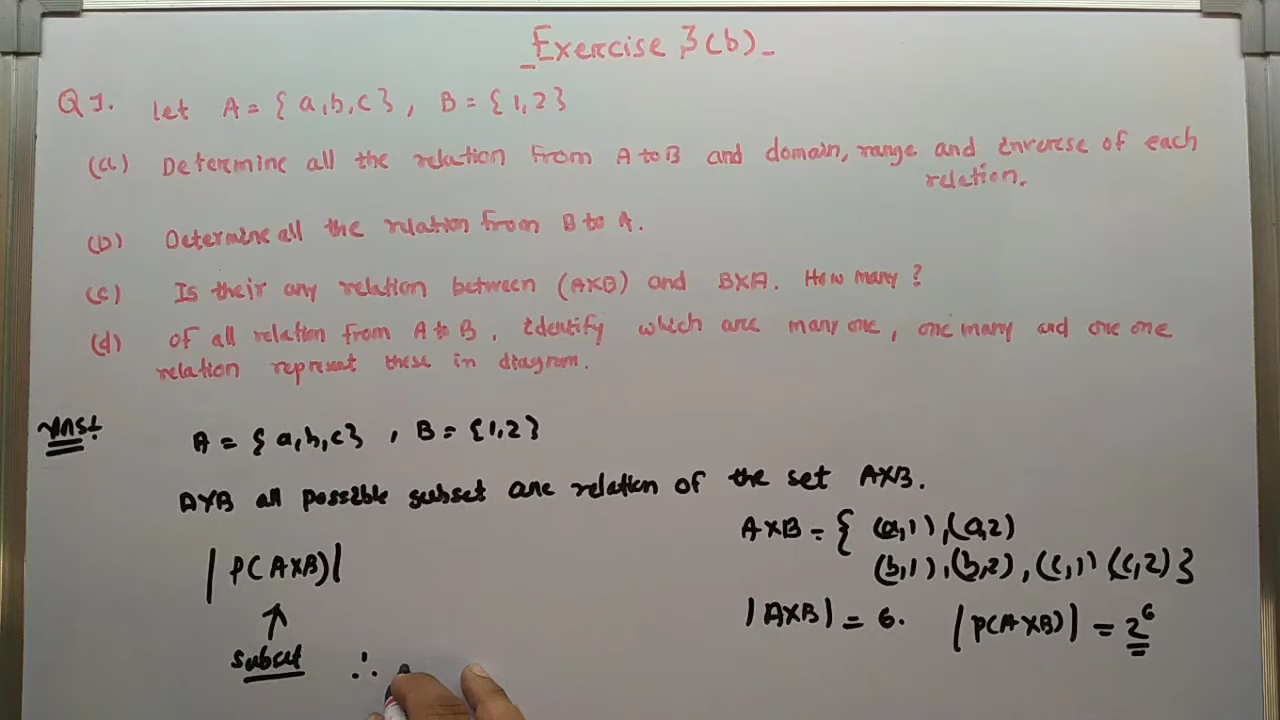 Exercise 3(b)
Q1. let A = { a,b,c } , B = { 1,2 }
(a) Determine all the relation from A to B and domain, range and inverse of each
relation.
(b) Determine all the relation from B to A.
(c) Is their any relation between (A×B) and B×A. How many ?
(d) of all relation from A to B , identify which are many one, one many and one one
relation represent these in diagram.
Ans:
A = { a,b,c } , B = {1,2}
A×B all possible subset are relation of the set A×B.
A×B = { (a,1),(a,2)
|P(A×B)|
(b,1),(b,2),(c,1)(c,2) }
|A×B| = 6. |P(A×B)| = 2⁶
↑
subset ∴